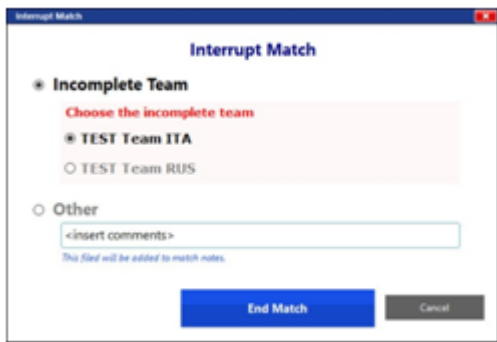 Interrupt Match
Interrupt Match
Incomplete Team
Choose the incomplete team
TEST Team ITA
TEST Team RUS
Other
<insert comments>
This filed will be added to match notes.
End Match
Cancel